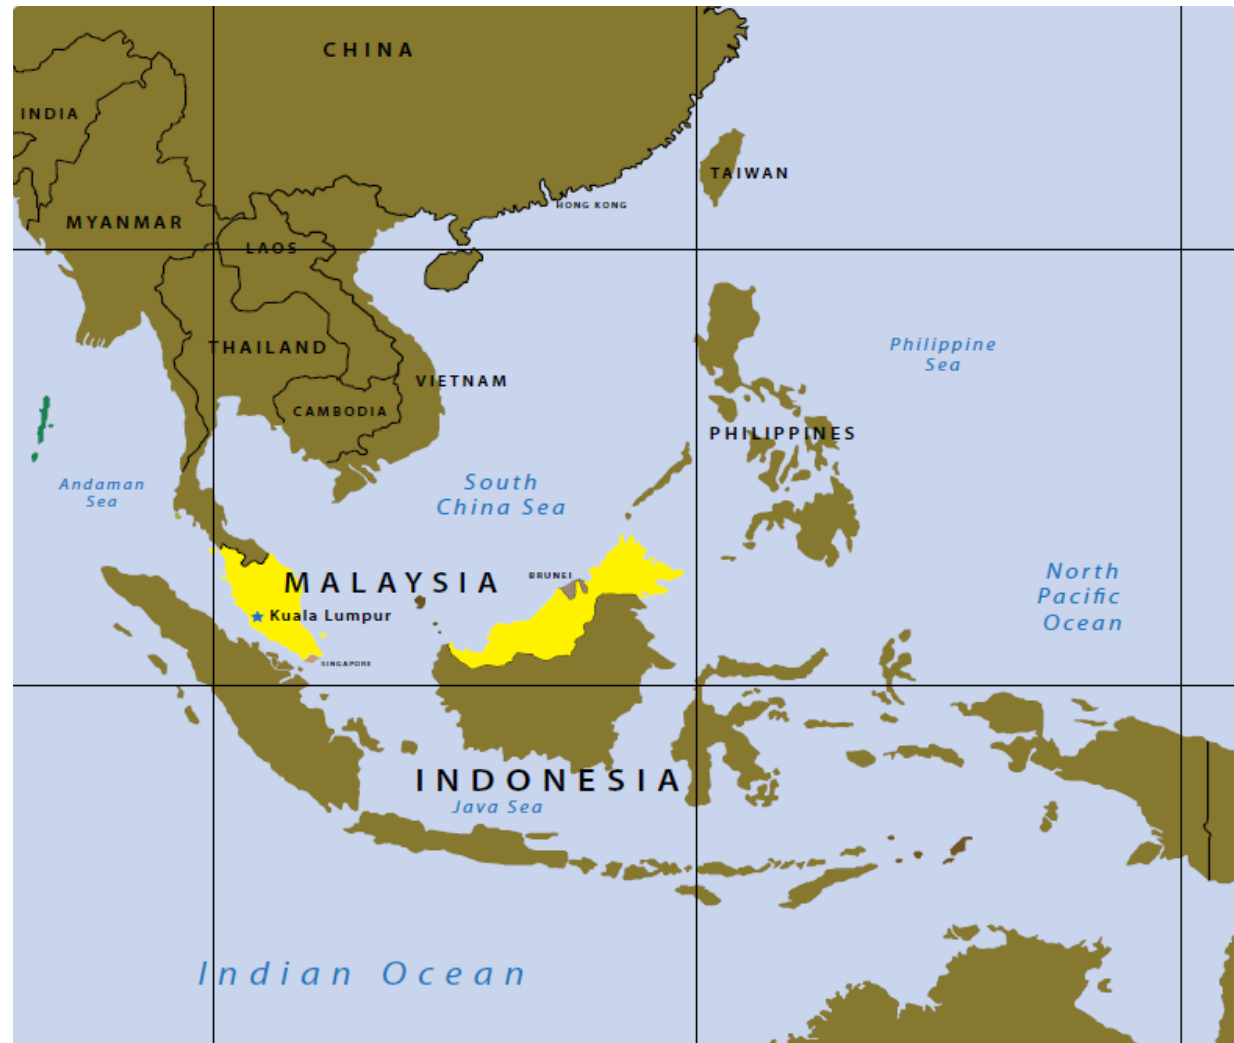 CHINA
INDIA
TAIWAN
HONG KONG
MYANMAR
LAOS
THAILAND
Philippine
Sea
VIETNAM
CAMBODIA
PHILIPPINES
Andaman
Sea
South
China Sea
MALAYSIA
BRUNEI
North
Pacific
Ocean
Kuala Lumpur
SINGAPORE
INDONESIA
Java Sea
Indian Ocean